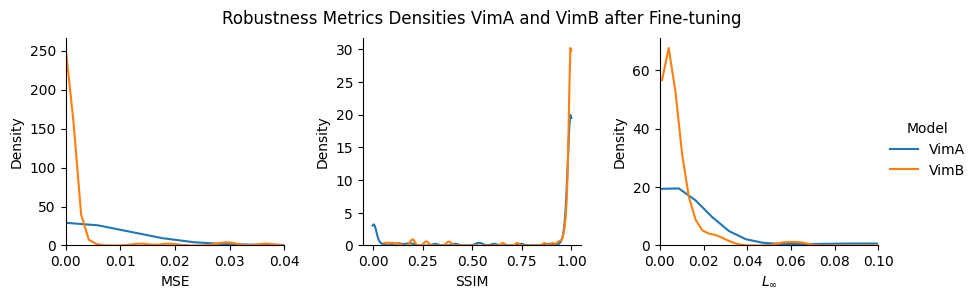 Robustness Metrics Densities VimA and VimB after Fine-tuning
Density
250
200
150
100
50
0
0.00 0.01 0.02 0.03 0.04
MSE
Density
30
25
20
15
10
5
0
0.00 0.25 0.50 0.75 1.00
SSIM
Density
60
40
20
0
0.00 0.02 0.04 0.06 0.08 0.10
L∞
Model
VimA
VimB